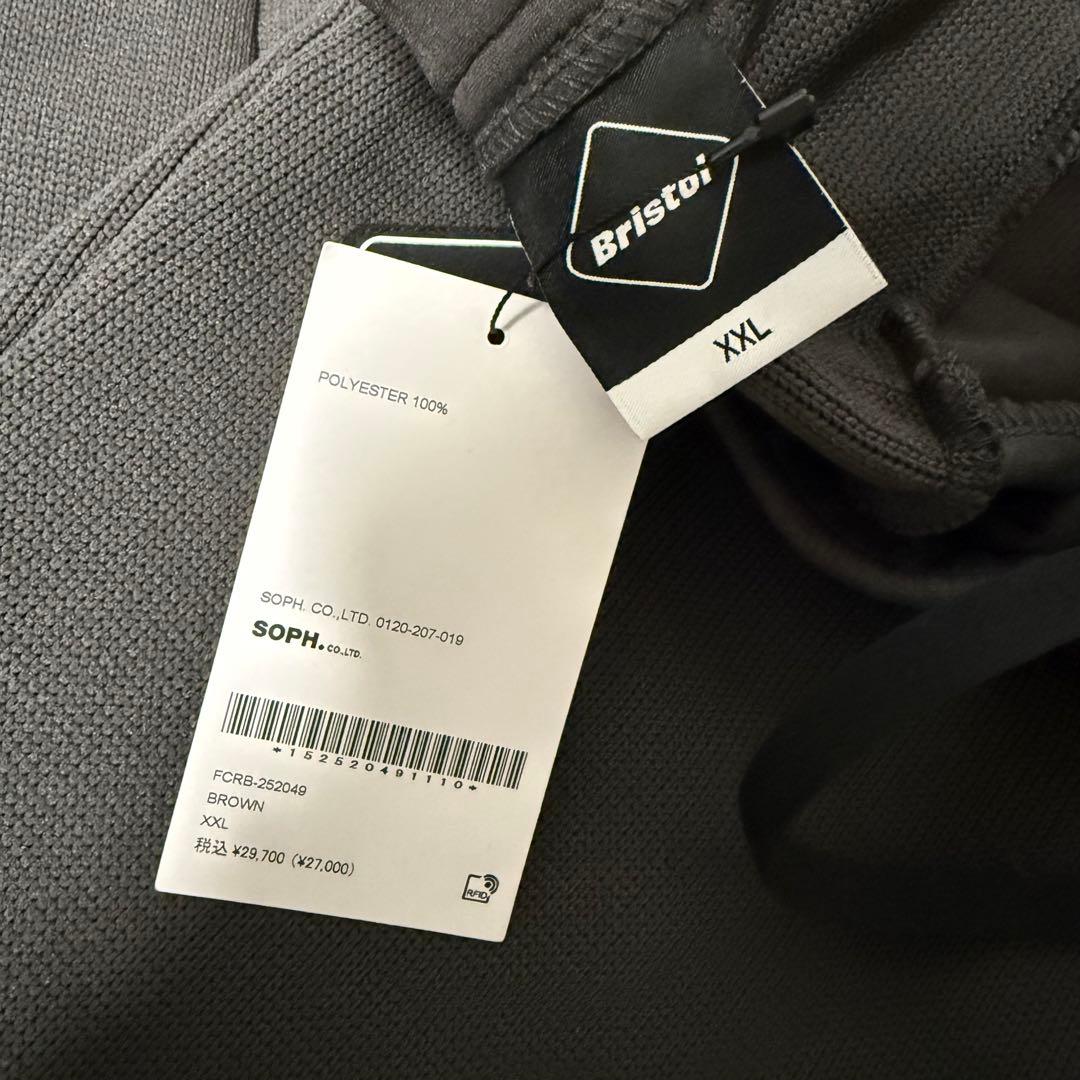 Bristol
XXL
POLYESTER 100%
SOPH. CO.,LTD. 0120-207-019
SOPH. CO.,LTD.
*152520491110*
FCRB-252049
BROWN
XXL
税込 ¥29,700 (¥27,000)
RFID